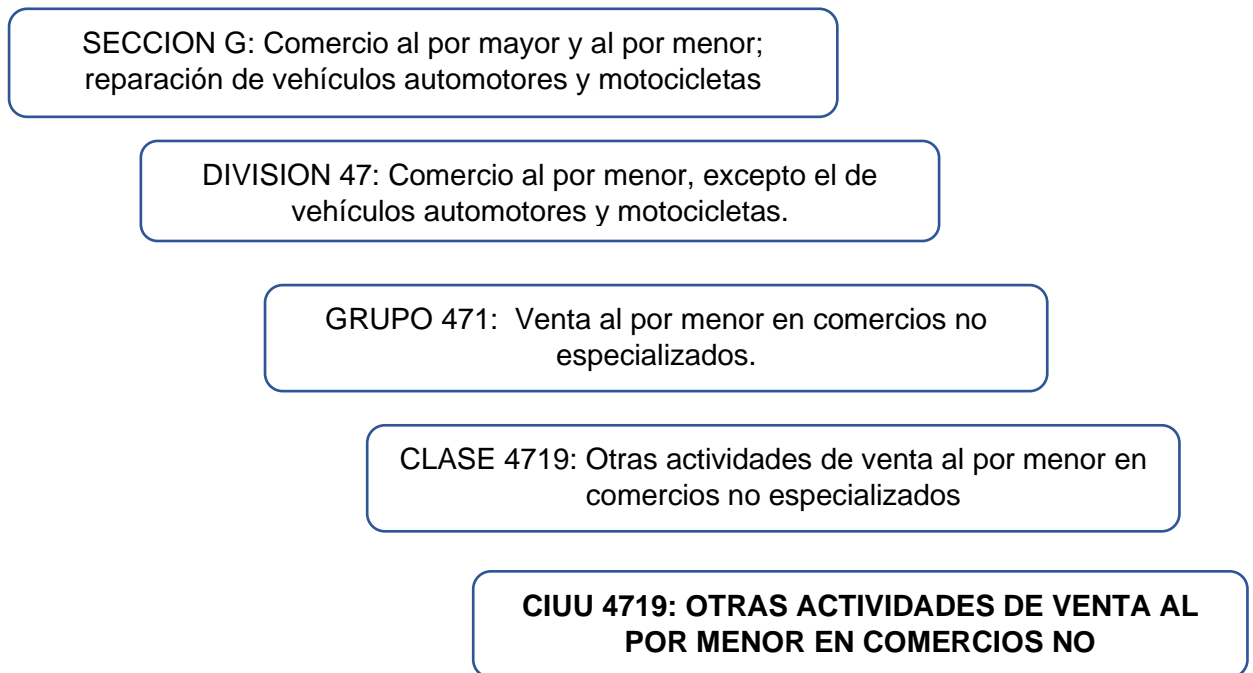 SECCION G: Comercio al por mayor y al por menor;
reparación de vehículos automotores y motocicletas
DIVISION 47: Comercio al por menor, excepto el de
vehículos automotores y motocicletas.
GRUPO 471: Venta al por menor en comercios no
especializados.
CLASE 4719: Otras actividades de venta al por menor en
comercios no especializados
CIUU 4719: OTRAS ACTIVIDADES DE VENTA AL
POR MENOR EN COMERCIOS NO